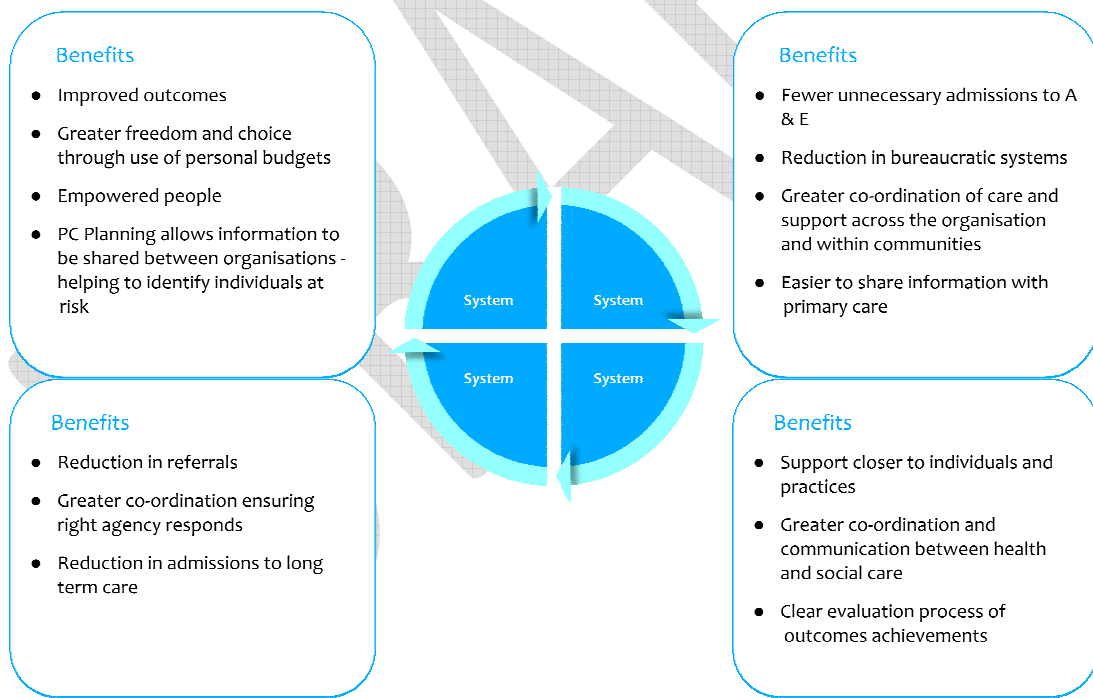 Benefits
● Improved outcomes
● Greater freedom and choice
through use of personal budgets
● Empowered people
● PC Planning allows information to
be shared between organisations -
helping to identify individuals at
risk
Benefits
● Fewer unnecessary admissions to A
& E
● Reduction in bureaucratic systems
● Greater co-ordination of care and
support across the organisation
and within communities
● Easier to share information with
primary care
System
System
System
System
Benefits
● Reduction in referrals
● Greater co-ordination ensuring
right agency responds
● Reduction in admissions to long
term care
Benefits
● Support closer to individuals and
practices
● Greater co-ordination and
communication between health
and social care
● Clear evaluation process of
outcomes achievements